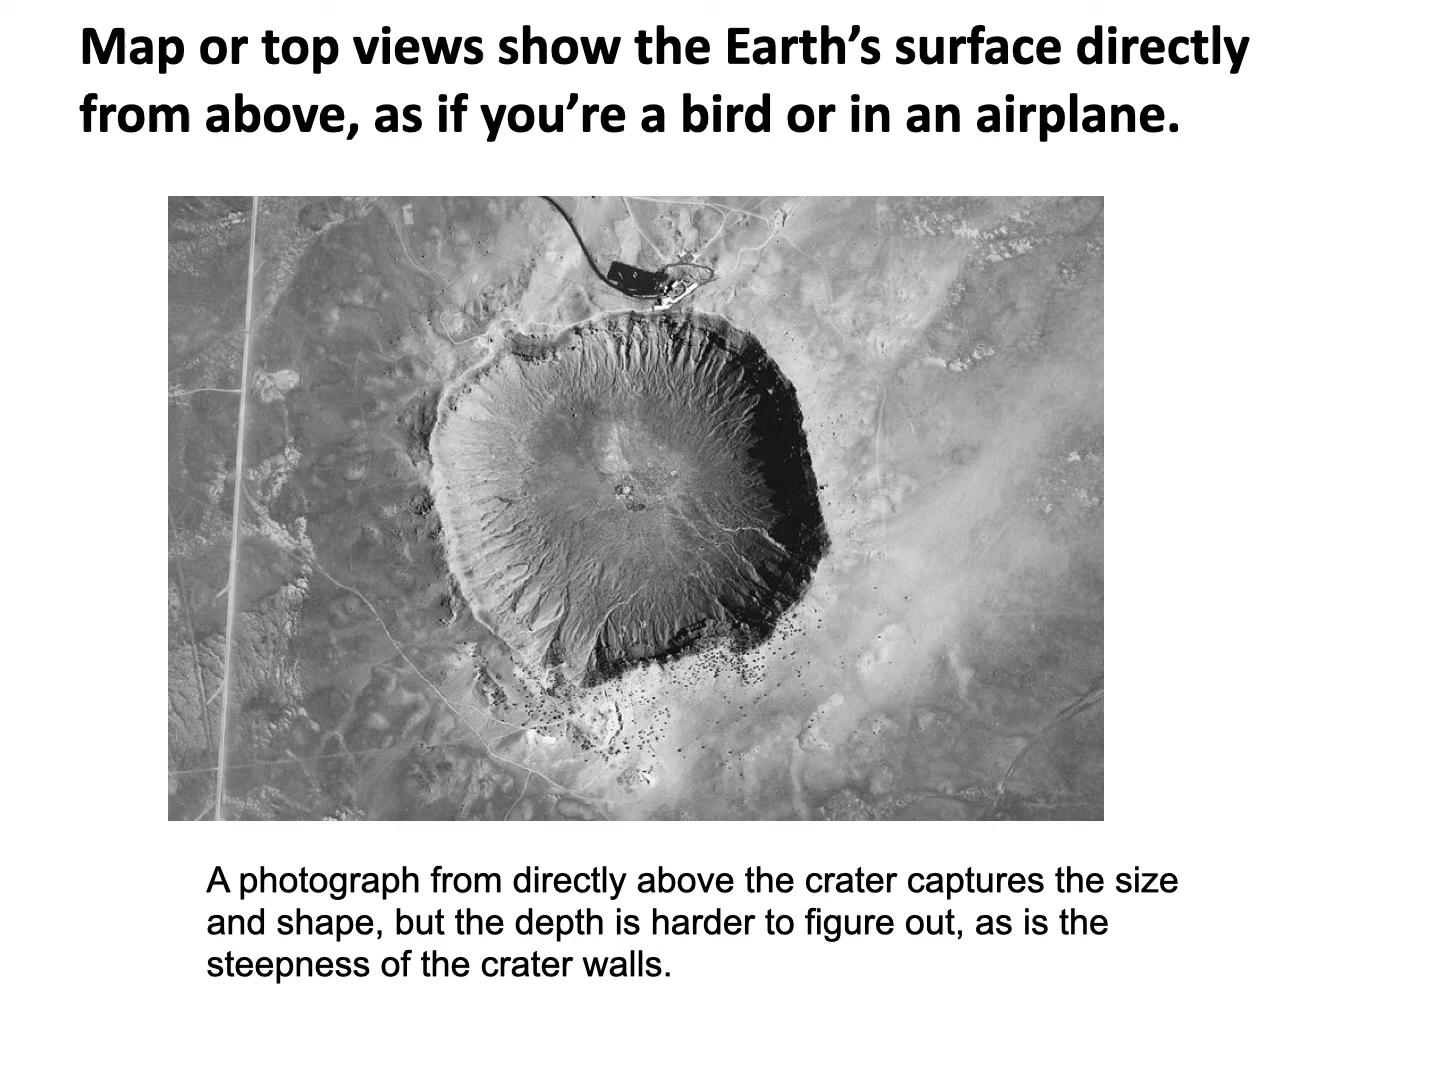 Map or top views show the Earth’s surface directly
from above, as if you’re a bird or in an airplane.
A photograph from directly above the crater captures the size
and shape, but the depth is harder to figure out, as is the
steepness of the crater walls.